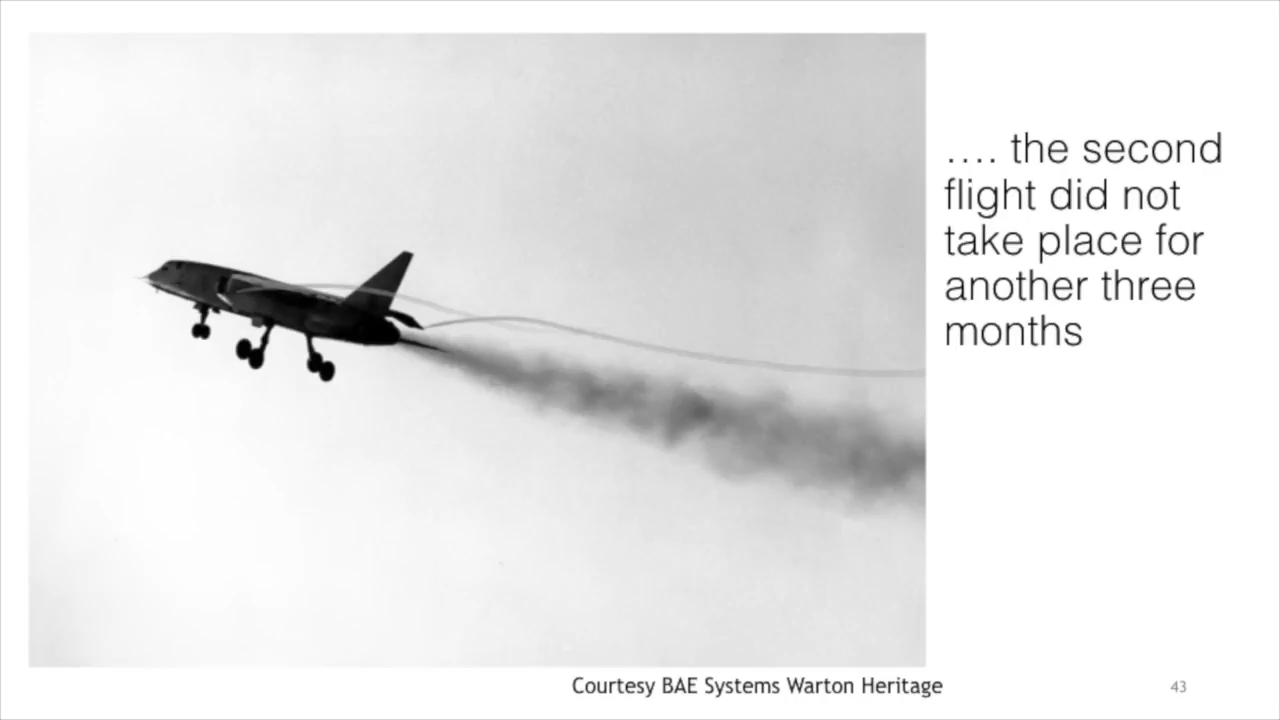 .... the second
flight did not
take place for
another three
months
Courtesy BAE Systems Warton Heritage
43